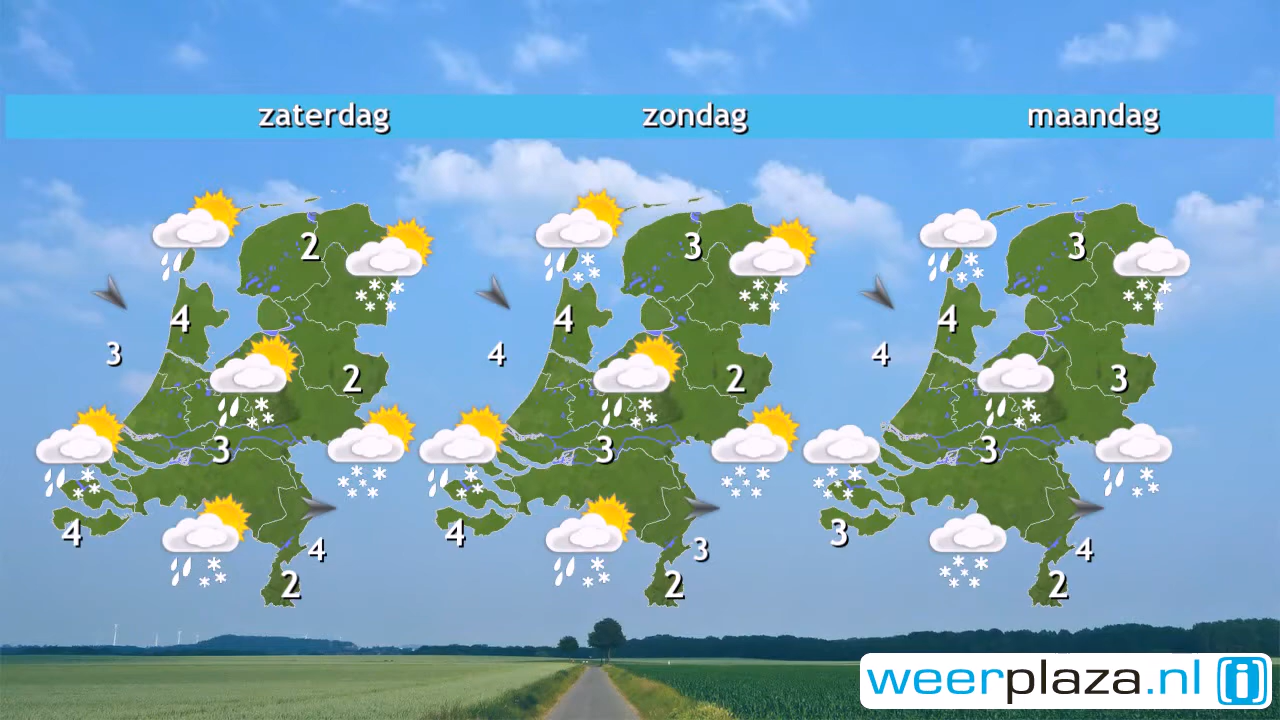 zaterdag zondag maandag
2 3 3
4 4 4
3 4 4
2 2 3
3 3 3
4 4 3
4 3 4
2 2 2
weerplaza.nl